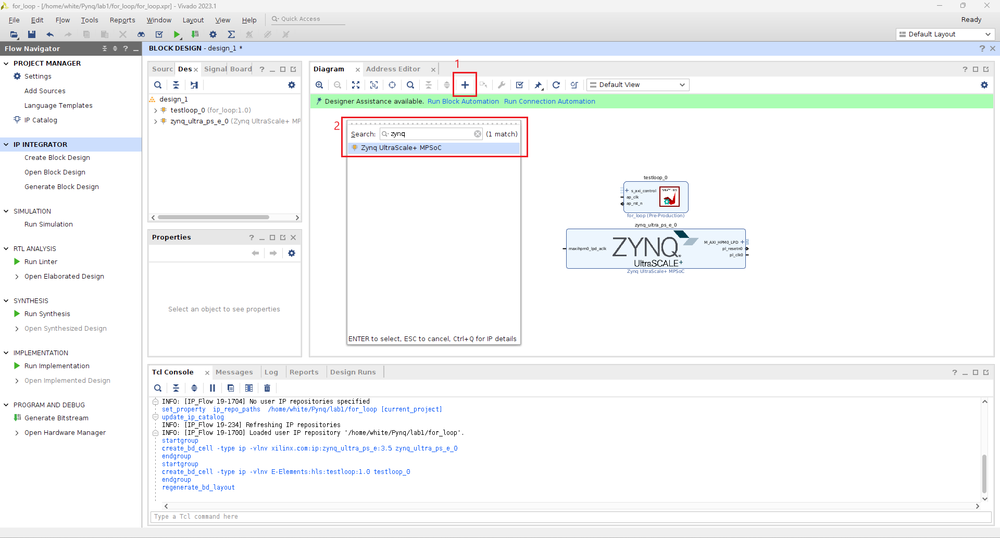 for_loop - [/home/white/Pynq/lab1/for_loop/for_loop.xpr] - Vivado 2023.1
File Edit Flow Tools Reports Window Layout View Help Quick Access Ready
Default Layout
Flow Navigator ?
PROJECT MANAGER
Settings
Add Sources
Language Templates
IP Catalog
IP INTEGRATOR
Create Block Design
Open Block Design
Generate Block Design
SIMULATION
Run Simulation
RTL ANALYSIS
Run Linter
Open Elaborated Design
SYNTHESIS
Run Synthesis
Open Synthesized Design
IMPLEMENTATION
Run Implementation
Open Implemented Design
PROGRAM AND DEBUG
Generate Bitstream
Open Hardware Manager
BLOCK DESIGN - design_1 * ?
Sourc Des Signal Board ?
design_1
testloop_0 (for_loop:1.0)
zynq_ultra_ps_e_0 (Zynq UltraScale+ MP
Properties ?
Select an object to see properties
Diagram Address Editor ?
1
Default View
Designer Assistance available. Run Block Automation Run Connection Automation
2
Search: zynq (1 match)
Zynq UltraScale+ MPSoC
ENTER to select, ESC to cancel, Ctrl+Q for IP details
testloop_0
s_axi_control
ap_clk
ap_rst_n
for_loop (Pre-Production)
zynq_ultra_ps_e_0
maxihpm0_lpd_aclk
ZYNQ
UltraSCALE+
M_AXI_HPM0_LPD
pl_resetn0
pl_clk0
Zynq UltraScale+ MPSoC
Tcl Console Messages Log Reports Design Runs ?
INFO: [IP_Flow 19-1704] No user IP repositories specified
set_property ip_repo_paths /home/white/Pynq/lab1/for_loop [current_project]
update_ip_catalog
INFO: [IP_Flow 19-234] Refreshing IP repositories
INFO: [IP_Flow 19-1700] Loaded user IP repository '/home/white/Pynq/lab1/for_loop'.
startgroup
create_bd_cell -type ip -vlnv xilinx.com:ip:zynq_ultra_ps_e:3.5 zynq_ultra_ps_e_0
endgroup
startgroup
create_bd_cell -type ip -vlnv E-Elements:hls:testloop:1.0 testloop_0
endgroup
regenerate_bd_layout
Type a Tcl command here